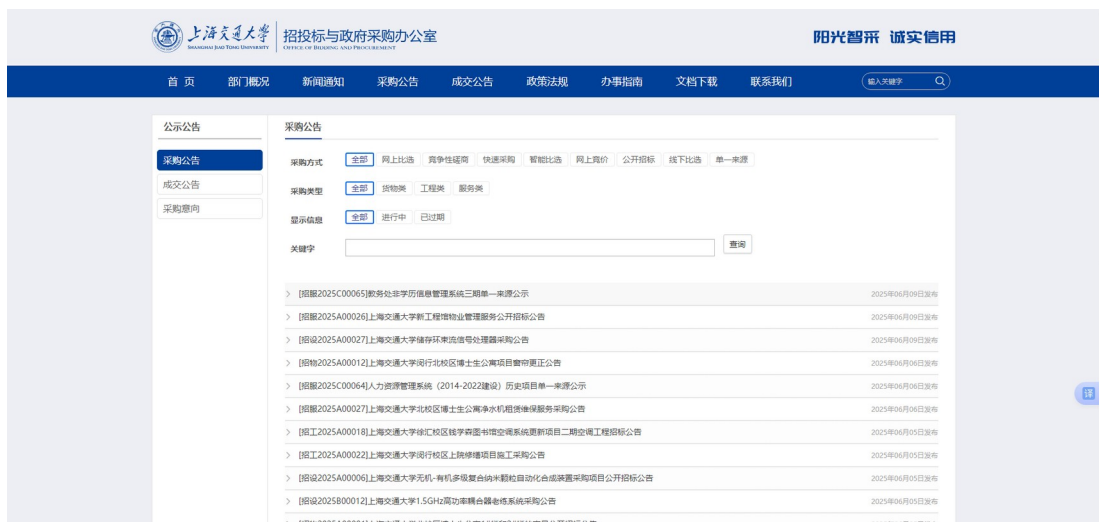 上海交通大学 招投标与政府采购办公室 阳光智采 诚实信用
SHANGHAI JIAO TONG UNIVERSITY OFFICE OF BIDDING AND PROCUREMENT
首 页 部门概况 新闻通知 采购公告 成交公告 政策法规 办事指南 文档下载 联系我们 输入关键字
公示公告 采购公告
采购公告
成交公告
采购意向
采购方式 全部 网上比选 竞争性磋商 快速采购 智能比选 网上竞价 公开招标 线下比选 单一来源
采购类型 全部 货物类 工程类 服务类
显示信息 全部 进行中 已过期
关键字 查询
[招服2025C00065]教务处非学历信息管理系统三期单一来源公示 2025年06月09日发布
[招服2025A00026]上海交通大学新工程馆物业管理服务公开招标公告 2025年06月09日发布
[招设2025A00027]上海交通大学储存环束流信号处理器采购公告 2025年06月09日发布
[招物2025A00012]上海交通大学闵行北校区博士生公寓项目窗帘更正公告 2025年06月06日发布
[招服2025C00064]人力资源管理系统（2014-2022建设）历史项目单一来源公示 2025年06月06日发布
[招服2025A00027]上海交通大学北校区博士生公寓净水机租赁维保服务采购公告 2025年06月06日发布
[招工2025A00018]上海交通大学徐汇校区钱学森图书馆空调系统更新项目二期空调工程招标公告 2025年06月05日发布
[招工2025A00022]上海交通大学闵行校区上院修缮项目施工采购公告 2025年06月05日发布
[招设2025A00006]上海交通大学无机-有机多级复合纳米颗粒自动化合成装置采购项目公开招标公告 2025年06月05日发布
[招设2025B00012]上海交通大学1.5GHz高功率耦合器老练系统采购公告 2025年06月05日发布
译